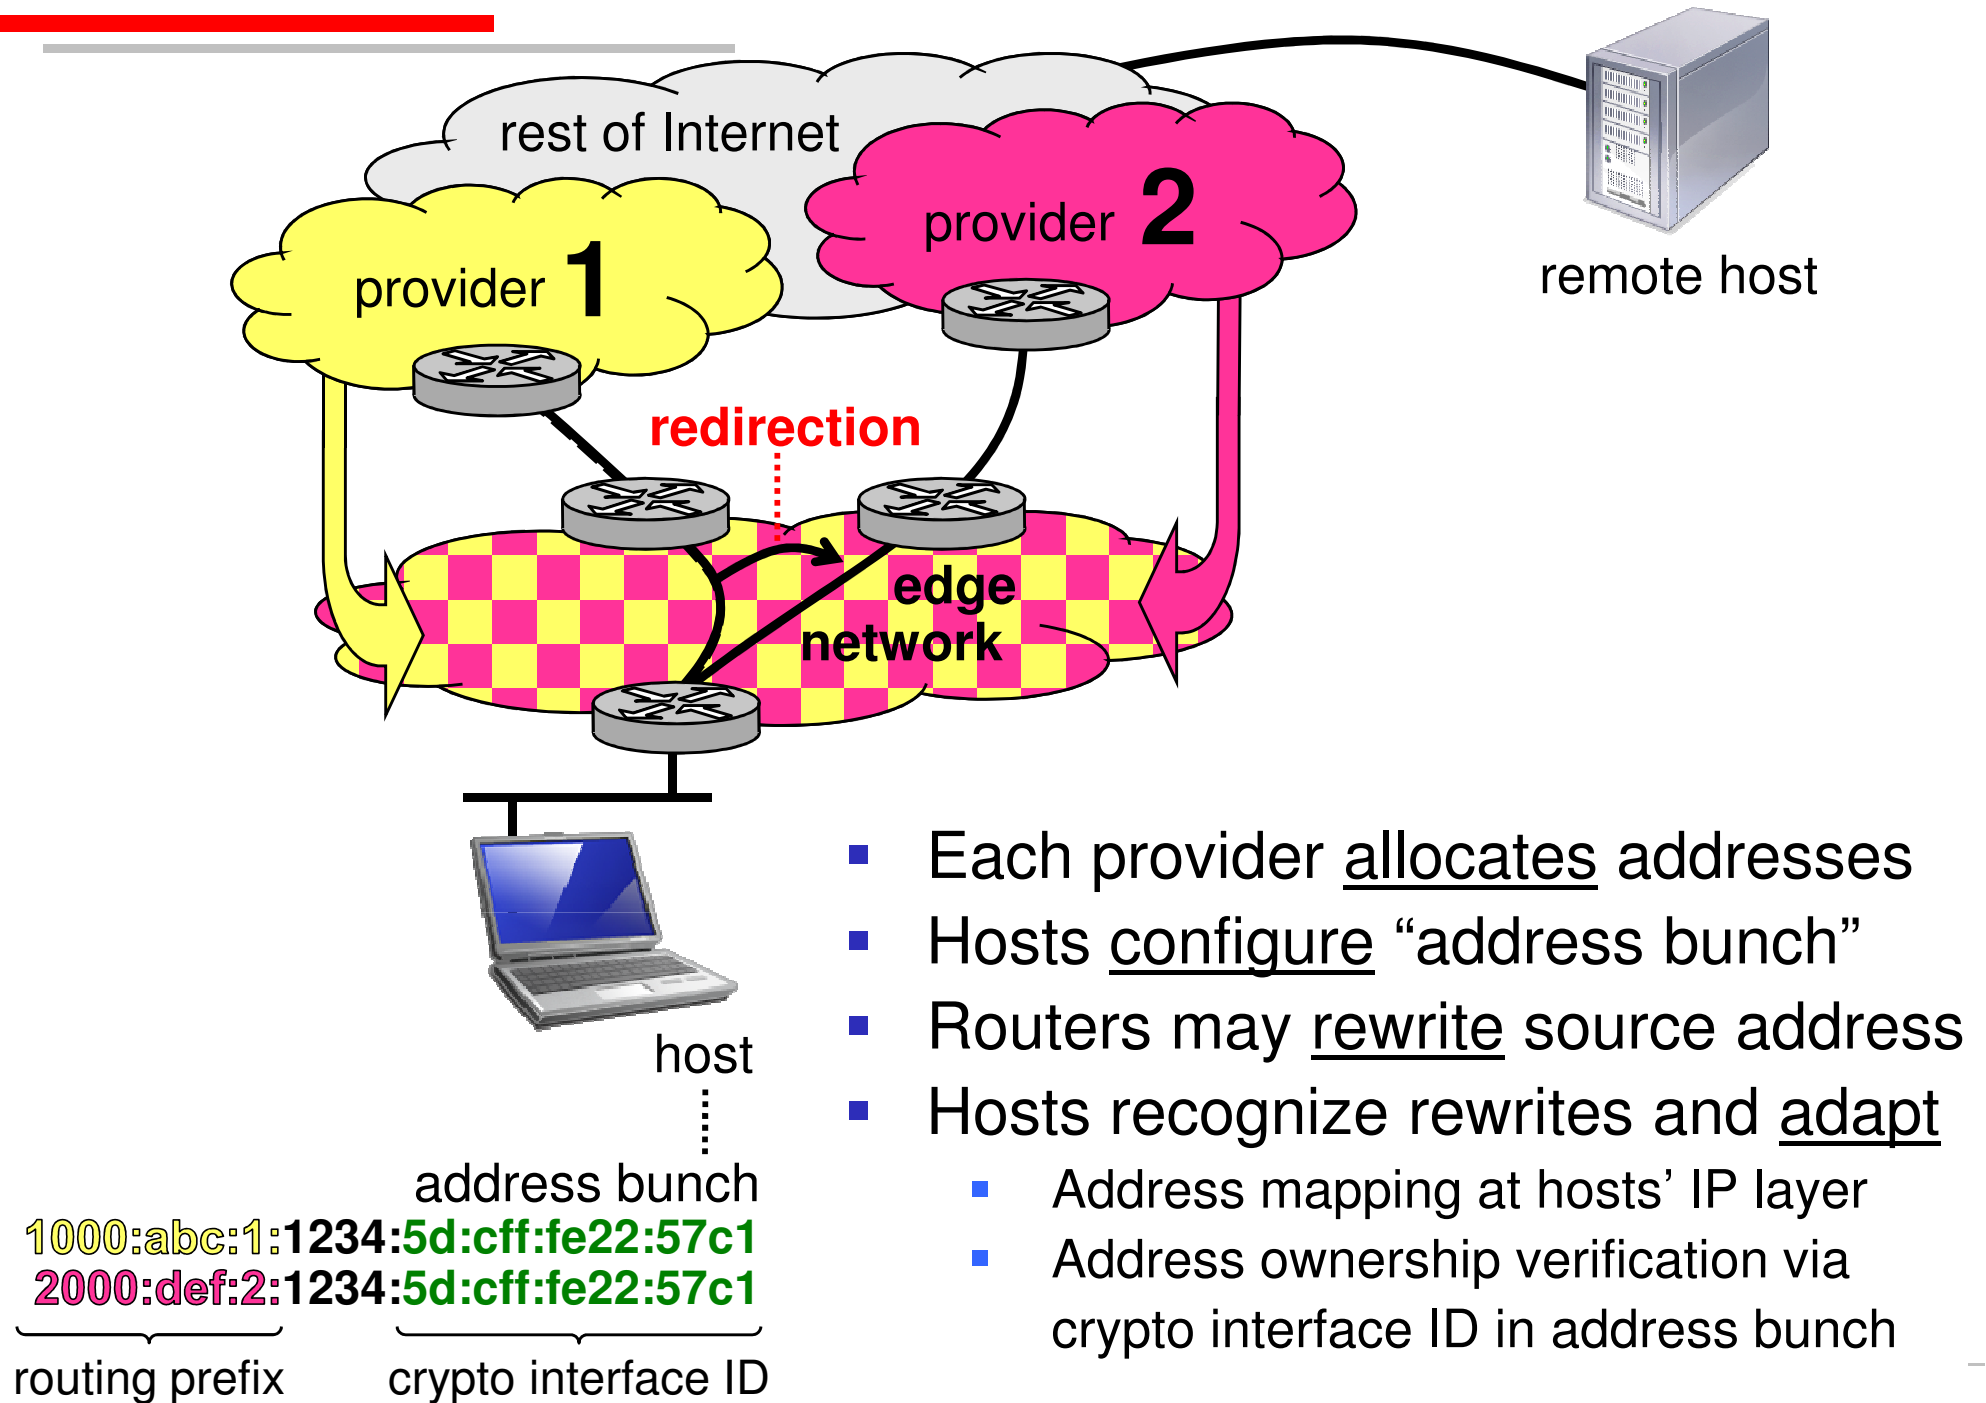 rest of Internet
provider 2
provider 1
remote host
redirection
edge
network
host
address bunch
1000:abc:1:1234:5d:cff:fe22:57c1
2000:def:2:1234:5d:cff:fe22:57c1
routing prefix
crypto interface ID
Each provider allocates addresses
Hosts configure “address bunch”
Routers may rewrite source address
Hosts recognize rewrites and adapt
Address mapping at hosts’ IP layer
Address ownership verification via
crypto interface ID in address bunch